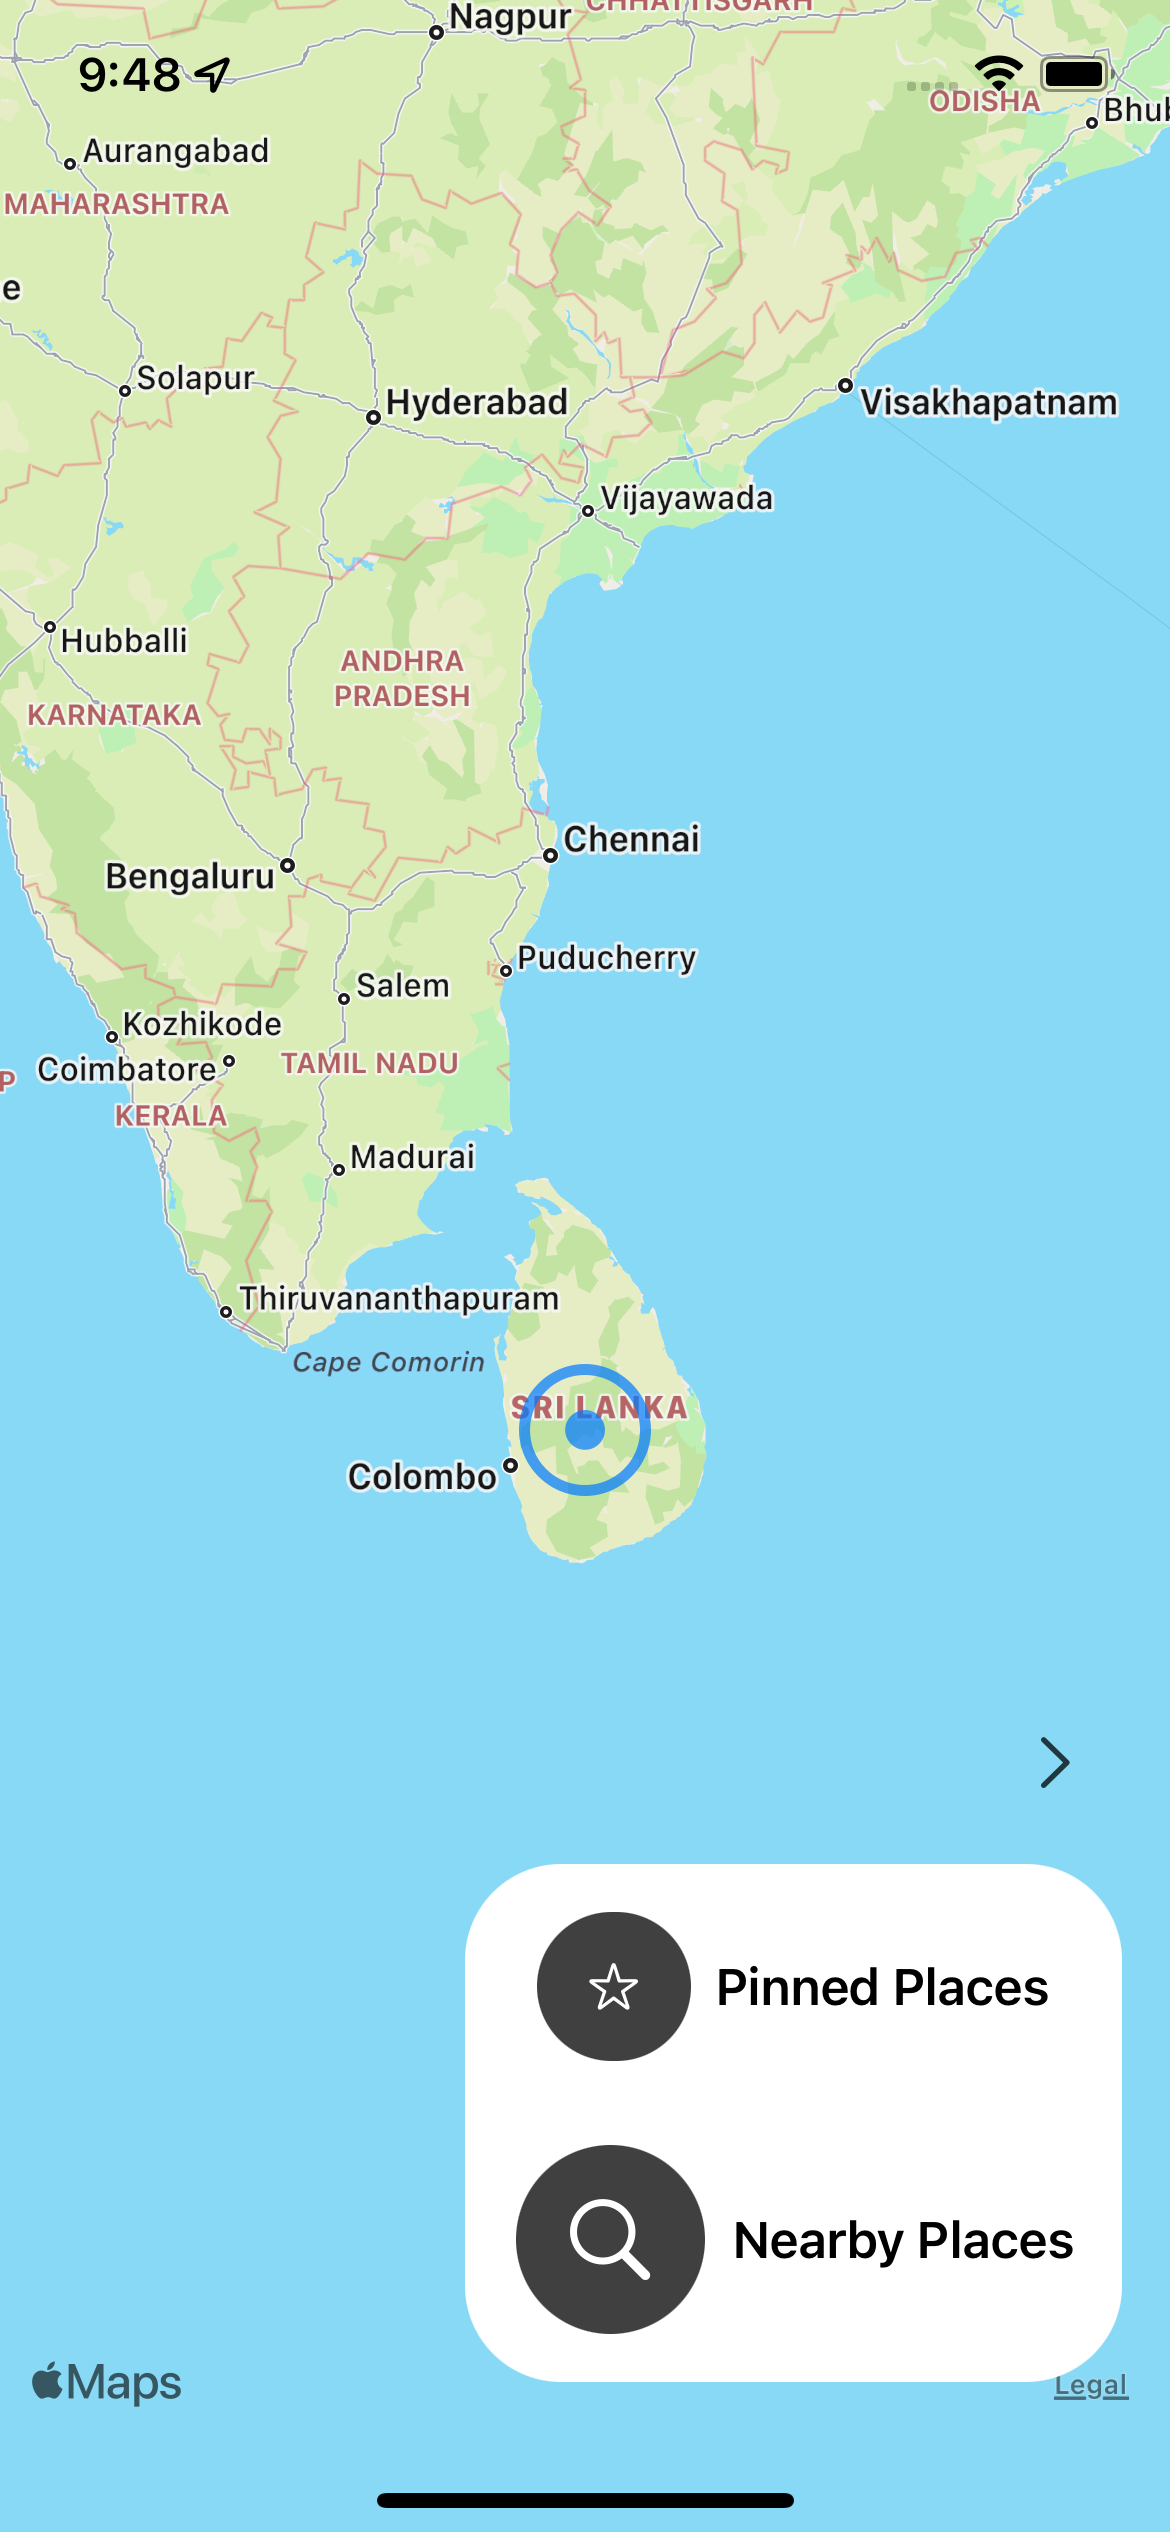 Nagpur
CHHATTISGARH
9:48
ODISHA
Bhub
Aurangabad
MAHARASHTRA
e
Solapur
Hyderabad
Visakhapatnam
Vijayawada
Hubballi
ANDHRA
PRADESH
KARNATAKA
Chennai
Bengaluru
Puducherry
Salem
Kozhikode
Coimbatore
TAMIL NADU
P
KERALA
Madurai
Thiruvananthapuram
Cape Comorin
SRI LANKA
Colombo
Pinned Places
Nearby Places
Maps
Legal